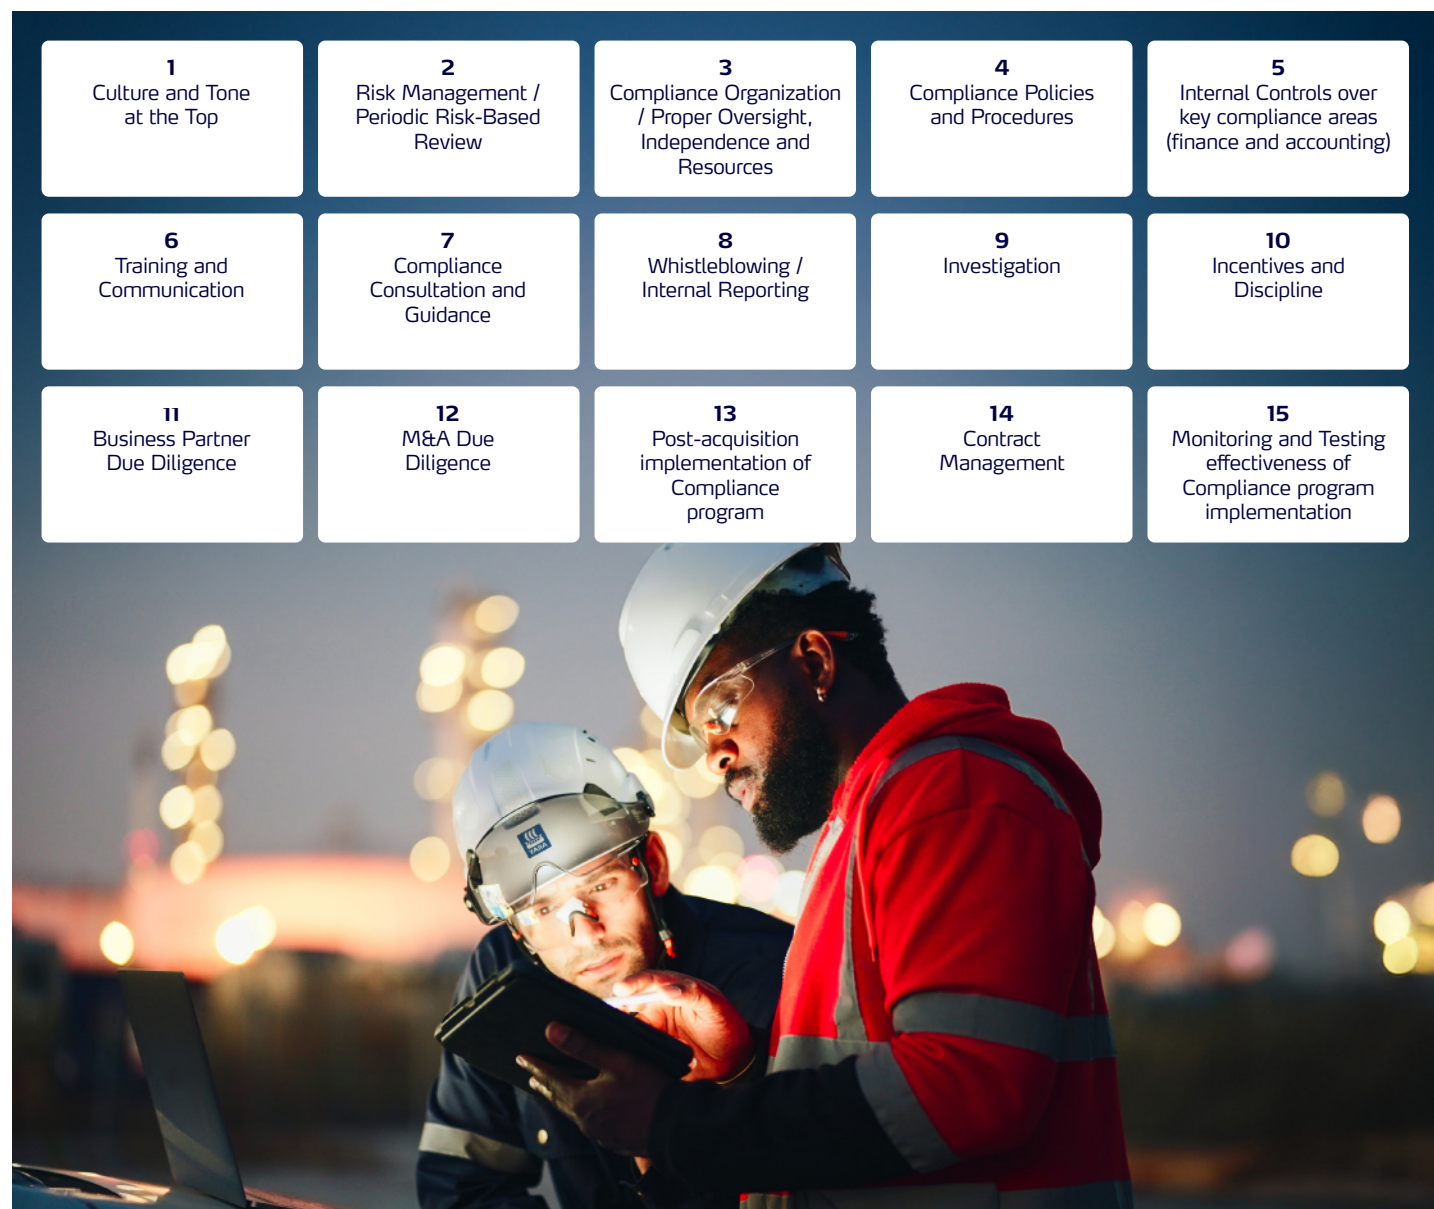 1
Culture and Tone
at the Top
2
Risk Management /
Periodic Risk-Based
Review
3
Compliance Organization
/ Proper Oversight,
Independence and
Resources
4
Compliance Policies
and Procedures
5
Internal Controls over
key compliance areas
(finance and accounting)
6
Training and
Communication
7
Compliance
Consultation and
Guidance
8
Whistleblowing /
Internal Reporting
9
Investigation
10
Incentives and
Discipline
11
Business Partner
Due Diligence
12
M&A Due
Diligence
13
Post-acquisition
implementation of
Compliance
program
14
Contract
Management
15
Monitoring and Testing
effectiveness of
Compliance program
implementation
YARA